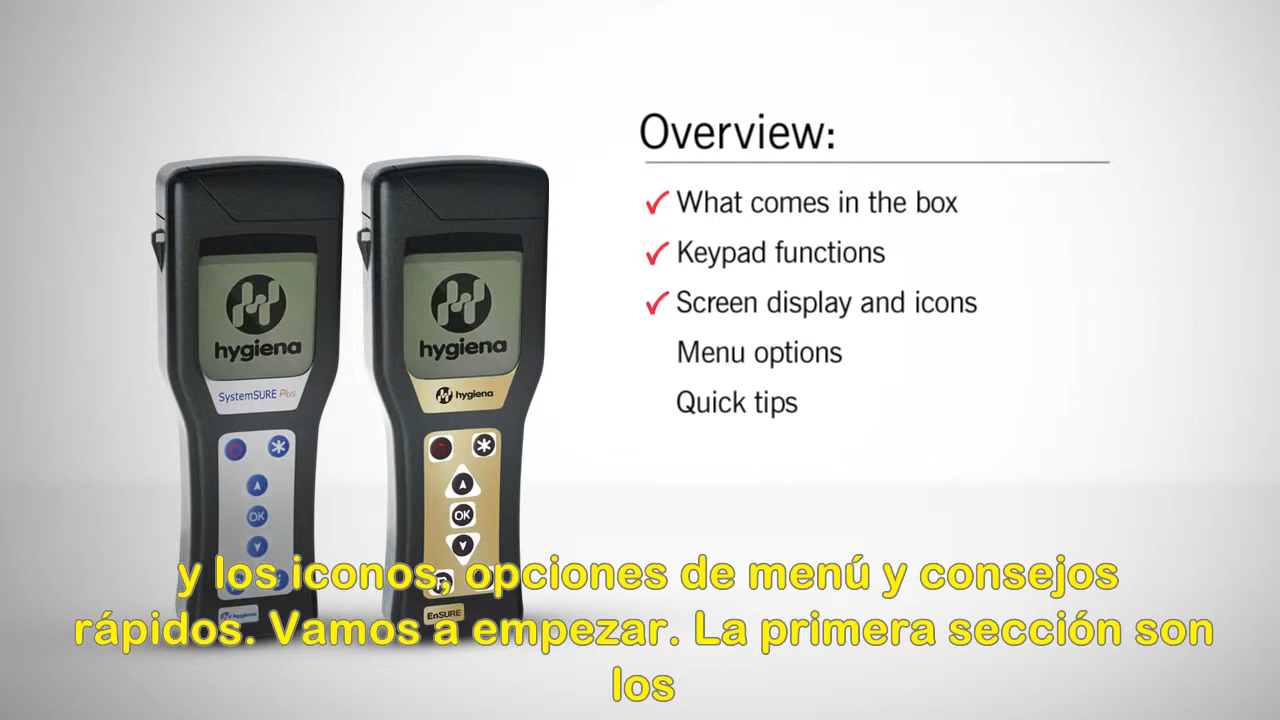 Overview:
What comes in the box
Keypad functions
Screen display and icons
Menu options
Quick tips
hygiena
hygiena
SystemSURE Plus
hygiena
OK
OK
hygiena
EnSURE
y los iconos, opciones de menú y consejos
rápidos. Vamos a empezar. La primera sección son
los